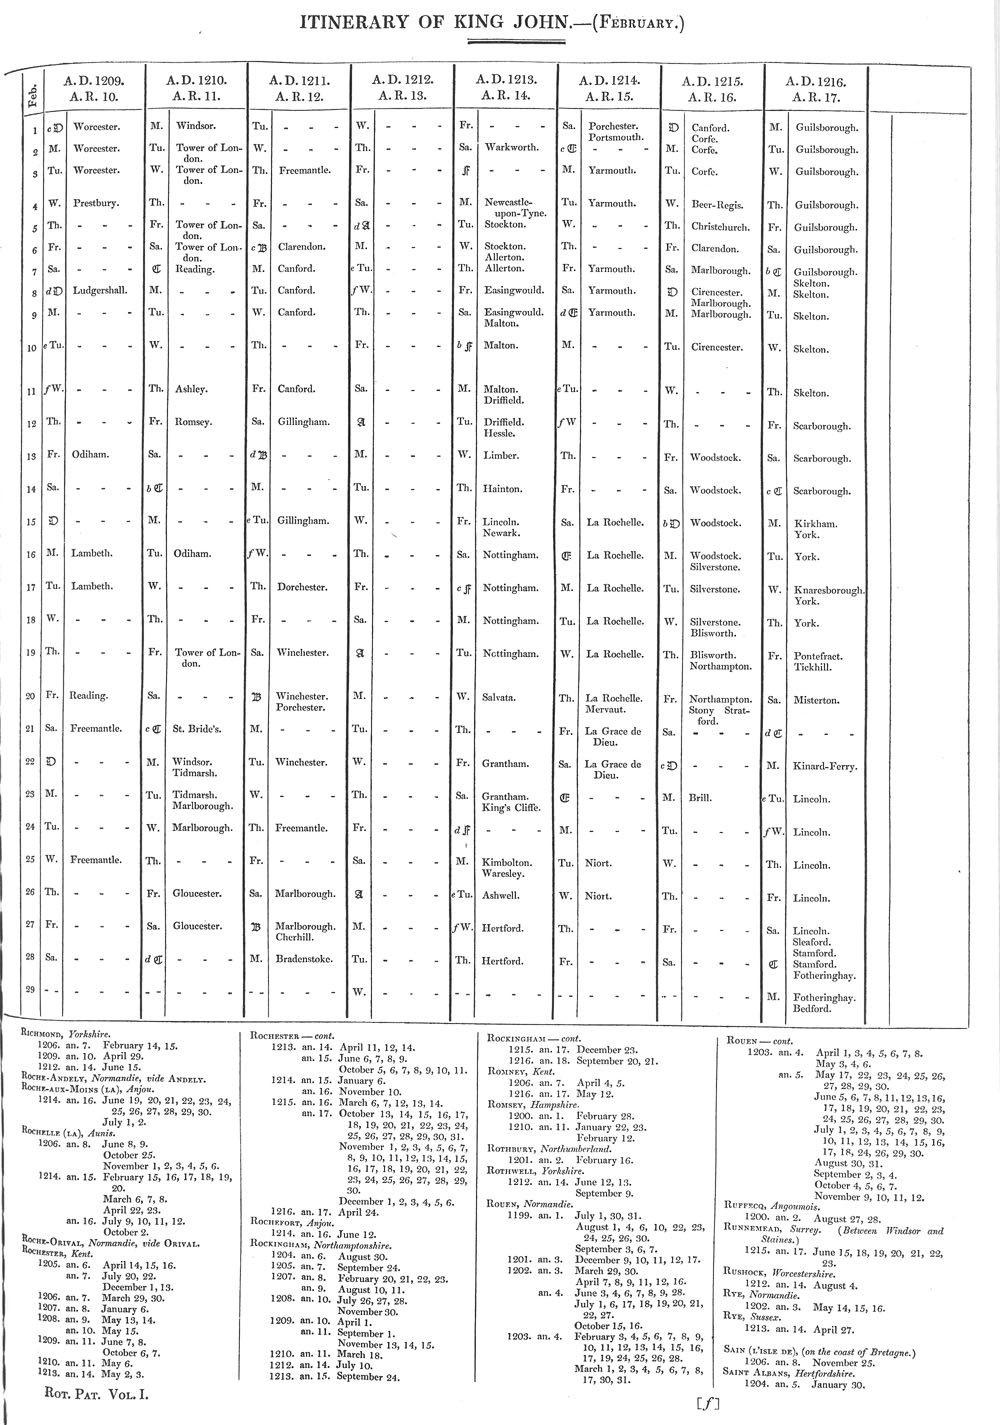 ITINERARY OF KING JOHN.—(FEBRUARY.)
Feb. | A.D. 1209. A.R. 10. | A.D. 1210. A.R. 11. | A.D. 1211. A.R. 12. | A.D. 1212. A.R. 13. | A.D. 1213. A.R. 14. | A.D. 1214. A.R. 15. | A.D. 1215. A.R. 16. | A.D. 1216. A.R. 17.
1 | c D Worcester. | M. Windsor. | Tu. - - - | W. - - - | Fr. - - - | Sa. Porchester. Portsmouth. | D Canford. Corfe. | M. Guilsborough.
2 | M. Worcester. | Tu. Tower of London. | W. - - - | Th. - - - | Sa. Warkworth. | c E - - - | M. Corfe. | Tu. Guilsborough.
3 | Tu. Worcester. | W. Tower of London. | Th. Freemantle. | Fr. - - - | F - - - | M. Yarmouth. | Tu. Corfe. | W. Guilsborough.
4 | W. Prestbury. | Th. - - - | Fr. - - - | Sa. - - - | M. Newcastle-upon-Tyne. | Tu. Yarmouth. | W. Beer-Regis. | Th. Guilsborough.
5 | Th. - - - | Fr. Tower of London. | Sa. - - - | d A - - - | Tu. Stockton. | W. - - - | Th. Christchurch. | Fr. Guilsborough.
6 | Fr. - - - | Sa. Tower of London. | c B Clarendon. | M. - - - | W. Stockton. Allerton. | Th. - - - | Fr. Clarendon. | Sa. Guilsborough.
7 | Sa. - - - | C Reading. | M. Canford. | e Tu. - - - | Th. Allerton. | Fr. Yarmouth. | Sa. Marlborough. | b C Guilsborough. Skelton.
8 | d D Ludgershall. | M. - - - | Tu. Canford. | f W. - - - | Fr. Easingwould. | Sa. Yarmouth. | D Cirencester. Marlborough. | M. Skelton.
9 | M. - - - | Tu. - - - | W. Canford. | Th. - - - | Sa. Easingwould. Malton. | d E Yarmouth. | M. Marlborough. | Tu. Skelton.
10 | e Tu. - - - | W. - - - | Th. - - - | Fr. - - - | b F Malton. | M. - - - | Tu. Cirencester. | W. Skelton.
11 | f W. - - - | Th. Ashley. | Fr. Canford. | Sa. - - - | M. Malton. Driffield. | e Tu. - - - | W. - - - | Th. Skelton.
12 | Th. - - - | Fr. Romsey. | Sa. Gillingham. | A - - - | Tu. Driffield. Hessle. | f W - - - | Th. - - - | Fr. Scarborough.
13 | Fr. Odiham. | Sa. - - - | d B - - - | M. - - - | W. Limber. | Th. - - - | Fr. Woodstock. | Sa. Scarborough.
14 | Sa. - - - | b C - - - | M. - - - | Tu. - - - | Th. Hainton. | Fr. - - - | Sa. Woodstock. | c C Scarborough.
15 | D - - - | M. - - - | e Tu. Gillingham. | W. - - - | Fr. Lincoln. Newark. | Sa. La Rochelle. | b D Woodstock. | M. Kirkham. York.
16 | M. Lambeth. | Tu. Odiham. | f W. - - - | Th. - - - | Sa. Nottingham. | E La Rochelle. | M. Woodstock. Silverstone. | Tu. York.
17 | Tu. Lambeth. | W. - - - | Th. Dorchester. | Fr. - - - | c F Nottingham. | M. La Rochelle. | Tu. Silverstone. | W. Knaresborough. York.
18 | W. - - - | Th. - - - | Fr. - - - | Sa. - - - | M. Nottingham. | Tu. La Rochelle. | W. Silverstone. Blisworth. | Th. York.
19 | Th. - - - | Fr. Tower of London. | Sa. Winchester. | A - - - | Tu. Nottingham. | W. La Rochelle. | Th. Blisworth. Northampton. | Fr. Pontefract. Tickhill.
20 | Fr. Reading. | Sa. - - - | B Winchester. Porchester. | M. - - - | W. Salvata. | Th. La Rochelle. Mervaut. | Fr. Northampton. Stony Stratford. | Sa. Misterton.
21 | Sa. Freemantle. | c C St. Bride's. | M. - - - | Tu. - - - | Th. - - - | Fr. La Grace de Dieu. | Sa. - - - | d C - - -
22 | D - - - | M. Windsor. Tidmarsh. | Tu. Winchester. | W. - - - | Fr. Grantham. | Sa. La Grace de Dieu. | c D - - - | M. Kinard-Ferry.
23 | M. - - - | Tu. Tidmarsh. Marlborough. | W. - - - | Th. - - - | Sa. Grantham. King's Cliffe. | E - - - | M. Brill. | e Tu. Lincoln.
24 | Tu. - - - | W. Marlborough. | Th. Freemantle. | Fr. - - - | d F - - - | M. - - - | Tu. - - - | f W. Lincoln.
25 | W. Freemantle. | Th. - - - | Fr. - - - | Sa. - - - | M. Kimbolton. Waresley. | Tu. Niort. | W. - - - | Th. Lincoln.
26 | Th. - - - | Fr. Gloucester. | Sa. Marlborough. | A - - - | e Tu. Ashwell. | W. Niort. | Th. - - - | Fr. Lincoln.
27 | Fr. - - - | Sa. Gloucester. | B Marlborough. Cherhill. | M. - - - | f W. Hertford. | Th. - - - | Fr. - - - | Sa. Lincoln. Sleaford. Stamford.
28 | Sa. - - - | d C - - - | M. Bradenstoke. | Tu. - - - | Th. Hertford. | Fr. - - - | Sa. - - - | C Stamford. Fotheringhay.
29 | - - - - - | - - - - - | - - - - - | W. - - - | - - - - | - - - - - | - - - - - | M. Fotheringhay. Bedford.
RICHMOND, Yorkshire.
1206. an. 7. February 14, 15.
1209. an. 10. April 29.
1212. an. 14. June 15.
ROCHE-ANDELY, Normandie, vide ANDELY.
ROCHE-AUX-MOINS (LA), Anjou.
1214. an. 16. June 19, 20, 21, 22, 23, 24,
25, 26, 27, 28, 29, 30.
July 1, 2.
ROCHELLE (LA), Aunis.
1206. an. 8. June 8, 9.
October 25.
November 1, 2, 3, 4, 5, 6.
1214. an. 15. February 15, 16, 17, 18, 19,
20.
March 6, 7, 8.
April 22, 23.
an. 16. July 9, 10, 11, 12.
October 2.
ROCHE-ORIVAL, Normandie, vide ORIVAL.
ROCHESTER, Kent.
1205. an. 6. April 14, 15, 16.
an. 7. July 20, 22.
December 1, 13.
1206. an. 7. March 29, 30.
1207. an. 8. January 6.
1208. an. 9. May 13, 14.
an. 10. May 15.
1209. an. 11. June 7, 8.
October 6, 7.
1210. an. 11. May 6.
1213. an. 14. May 2, 3.
ROCHESTER—cont.
1213. an. 14. April 11, 12, 14.
an. 15. June 6, 7, 8, 9.
October 5, 6, 7, 8, 9, 10, 11.
1214. an. 15. January 6.
an. 16. November 10.
1215. an. 16. March 6, 7, 12, 13, 14.
an. 17. October 13, 14, 15, 16, 17,
18, 19, 20, 21, 22, 23, 24,
25, 26, 27, 28, 29, 30, 31.
November 1, 2, 3, 4, 5, 6, 7,
8, 9, 10, 11, 12, 13, 14, 15,
16, 17, 18, 19, 20, 21, 22,
23, 24, 25, 26, 27, 28, 29,
30.
December 1, 2, 3, 4, 5, 6.
1216. an. 17. April 24.
ROCHEFORT, Anjou.
1214. an. 16. June 12.
ROCKINGHAM, Northamptonshire.
1204. an. 6. August 30.
1205. an. 7. September 24.
1207. an. 8. February 20, 21, 22, 23.
an. 9. August 10, 11.
1208. an. 10. July 26, 27, 28.
November 30.
1209. an. 10. April 1.
an. 11. September 1.
November 13, 14, 15.
1210. an. 11. March 18.
1212. an. 14. July 10.
1213. an. 15. September 24.
ROCKINGHAM—cont.
1215. an. 17. December 23.
1216. an. 18. September 20, 21.
ROMNEY, Kent.
1206. an. 7. April 4, 5.
1216. an. 17. May 12.
ROMSEY, Hampshire.
1200. an. 1. February 28.
1210. an. 11. January 22, 23.
February 12.
ROTHBURY, Northumberland.
1201. an. 2. February 16.
ROTHWELL, Yorkshire.
1212. an. 14. June 12, 13.
September 9.
ROUEN, Normandie.
1199. an. 1. July 1, 30, 31.
August 1, 4, 6, 10, 22, 23,
24, 25, 26, 30.
September 3, 6, 7.
1201. an. 3. December 9, 10, 11, 12, 17.
1202. an. 3. March 29, 30.
April 7, 8, 9, 11, 12, 16.
an. 4. June 3, 4, 6, 7, 8, 9, 28.
July 1, 6, 17, 18, 19, 20, 21,
22, 27.
October 15, 16.
1203. an. 4. February 3, 4, 5, 6, 7, 8, 9,
10, 11, 12, 13, 14, 15, 16,
17, 19, 24, 25, 26, 28.
March 1, 2, 3, 4, 5, 6, 7, 8,
17, 30, 31.
ROUEN—cont.
1203. an. 4. April 1, 3, 4, 5, 6, 7, 8.
May 3, 4, 6.
an. 5. May 17, 22, 23, 24, 25, 26,
27, 28, 29, 30.
June 5, 6, 7, 8, 11, 12, 13, 16,
17, 18, 19, 20, 21, 22, 23,
24, 25, 26, 27, 28, 29, 30.
July 1, 2, 3, 4, 5, 6, 7, 8, 9,
10, 11, 12, 13, 14, 15, 16,
17, 18, 24, 26, 29, 30.
August 30, 31.
September 2, 3, 4.
October 4, 5, 6, 7.
November 9, 10, 11, 12.
RUFFECQ, Angoumois.
1200. an. 2. August 27, 28.
RUNNEMEAD, Surrey. (Between Windsor and
Staines.)
1215. an. 17. June 15, 18, 19, 20, 21, 22,
23.
RUSHOCK, Worcestershire.
1212. an. 14. August 4.
RYE, Normandie.
1202. an. 3. May 14, 15, 16.
RYE, Sussex.
1213. an. 14. April 27.
SAIN (L'ISLE DE), (on the coast of Bretagne.)
1206. an. 8. November 25.
SAINT ALBANS, Hertfordshire.
1204. an. 5. January 30.
ROT. PAT. VOL. I.
[f]